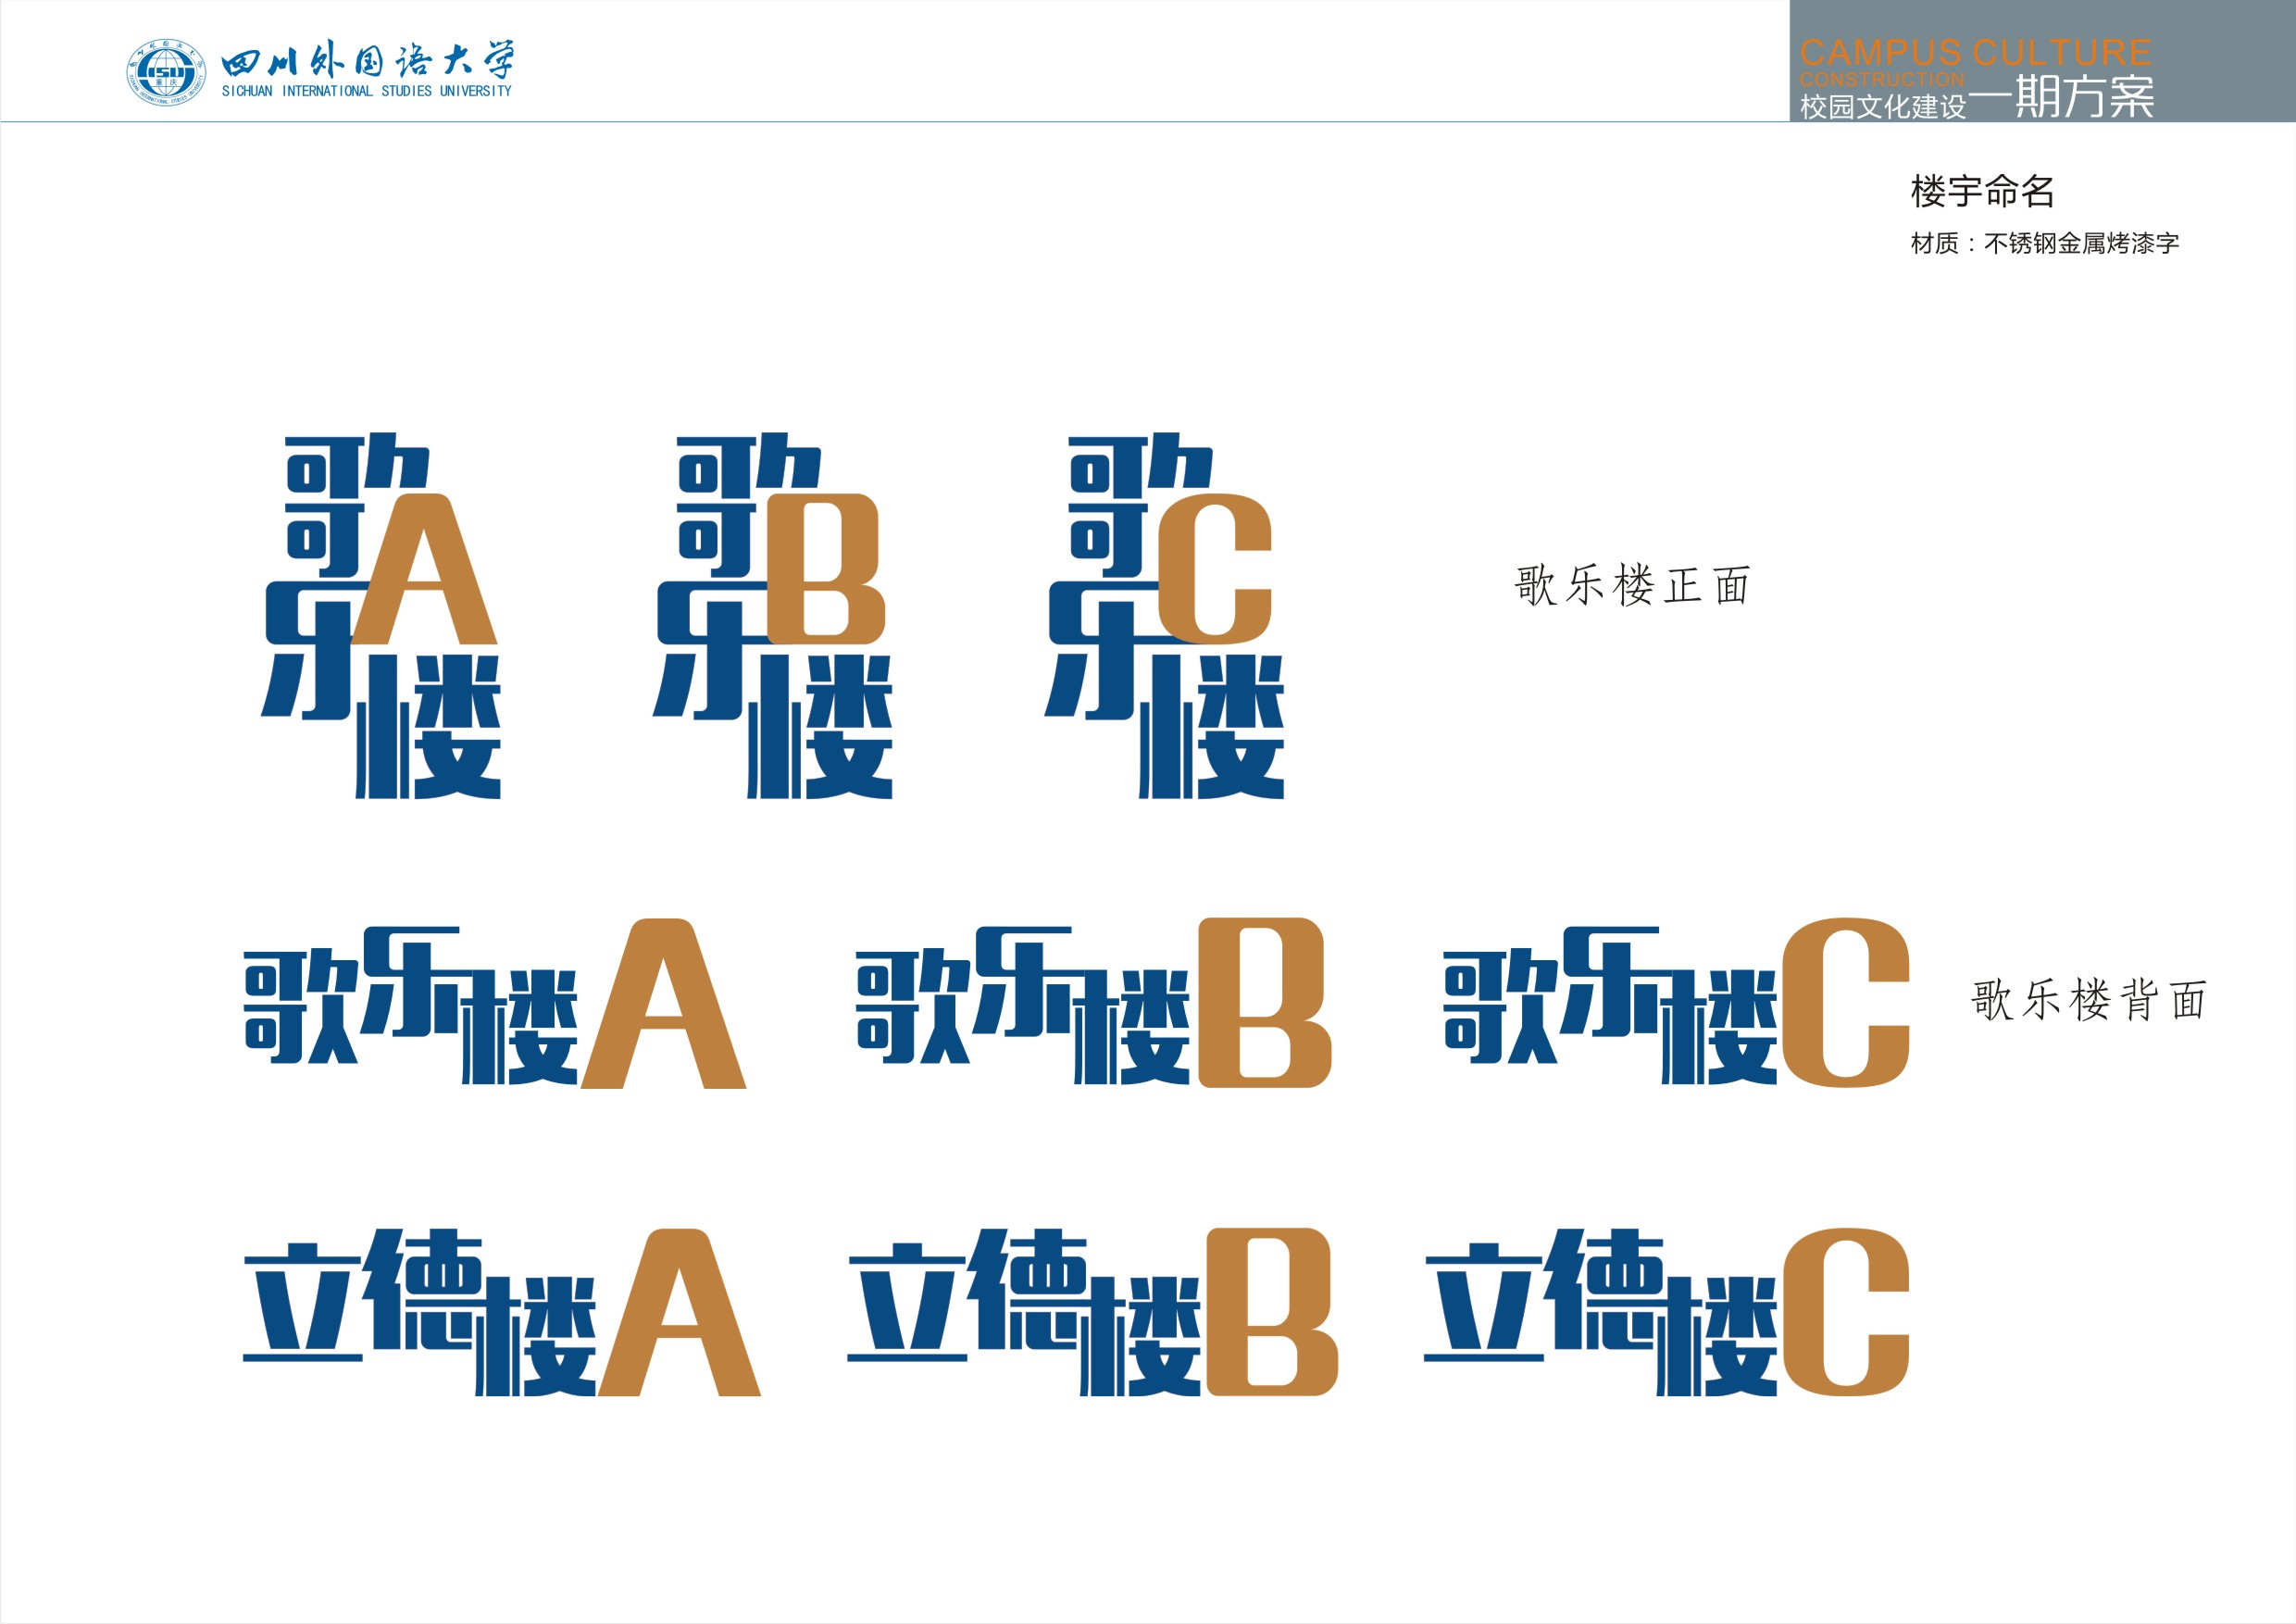 四川外国语大学
SICHUAN INTERNATIONAL STUDIES UNIVERSITY
CAMPUS CULTURE
CONSTRUCTION
校园文化建设一期方案
楼宇命名
材质：不锈钢金属烤漆字
歌乐楼A
歌乐楼B
歌乐楼C
歌乐楼正面
歌乐楼A
歌乐楼B
歌乐楼C
歌乐楼背面
立德楼A
立德楼B
立德楼C